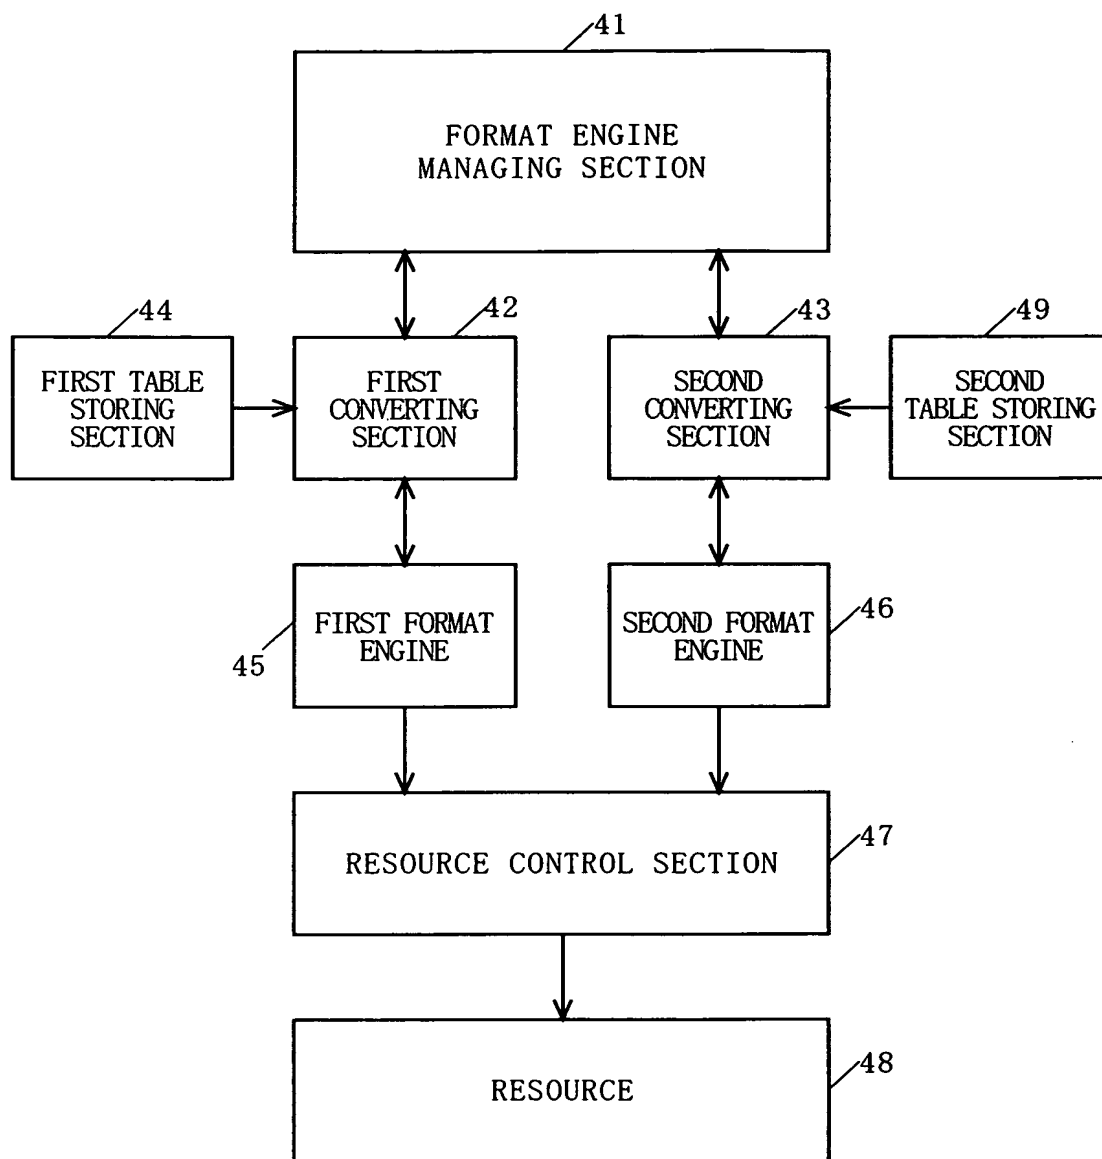 41
FORMAT ENGINE
MANAGING SECTION
44
42
43
49
FIRST TABLE
STORING
SECTION
FIRST
CONVERTING
SECTION
SECOND
CONVERTING
SECTION
SECOND
TABLE STORING
SECTION
45
FIRST FORMAT
ENGINE
SECOND FORMAT
ENGINE
46
RESOURCE CONTROL SECTION
47
RESOURCE
48